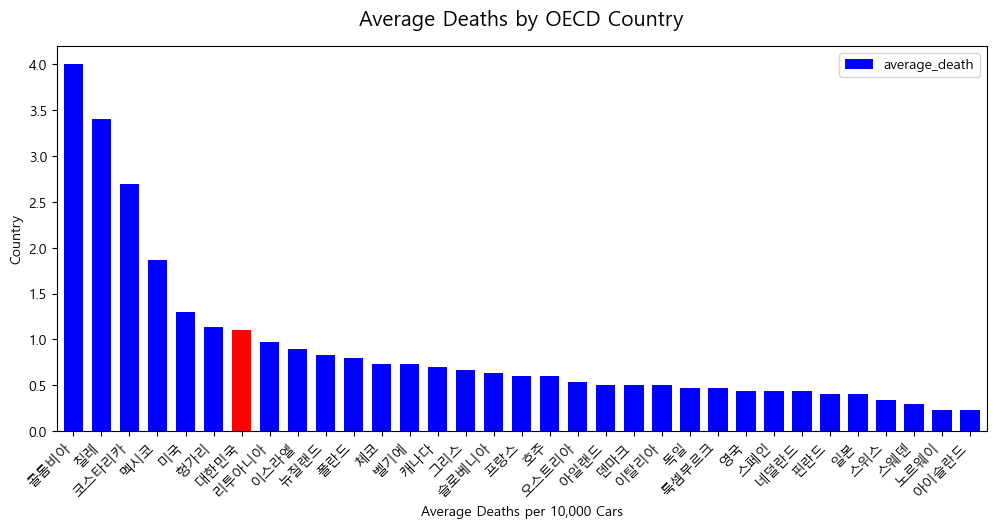 Average Deaths by OECD Country
average_death
4.0
3.5
3.0
2.5
2.0
1.5
1.0
0.5
0.0
Country
콜롬비아
칠레
코스타리카
멕시코
미국
헝가리
대한민국
리투아니아
이스라엘
뉴질랜드
폴란드
체코
벨기에
캐나다
그리스
슬로베니아
프랑스
호주
오스트리아
아일랜드
덴마크
이탈리아
독일
룩셈부르크
영국
스페인
네덜란드
핀란드
일본
스위스
스웨덴
노르웨이
아이슬란드
Average Deaths per 10,000 Cars